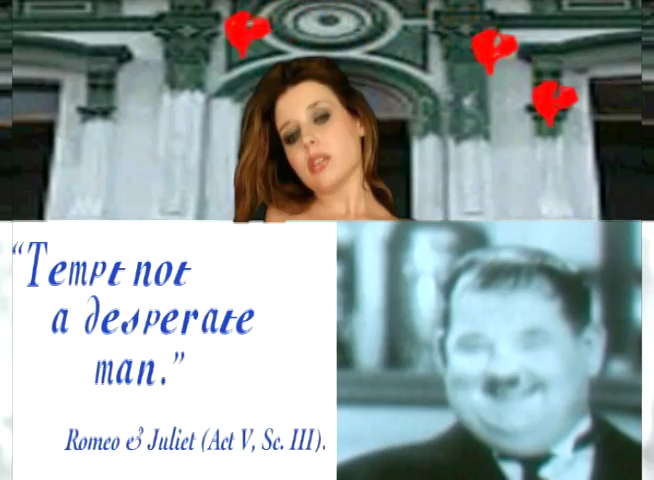 “Tempt not
a desperate
man.”
Romeo & Juliet (Act V, Sc. III).